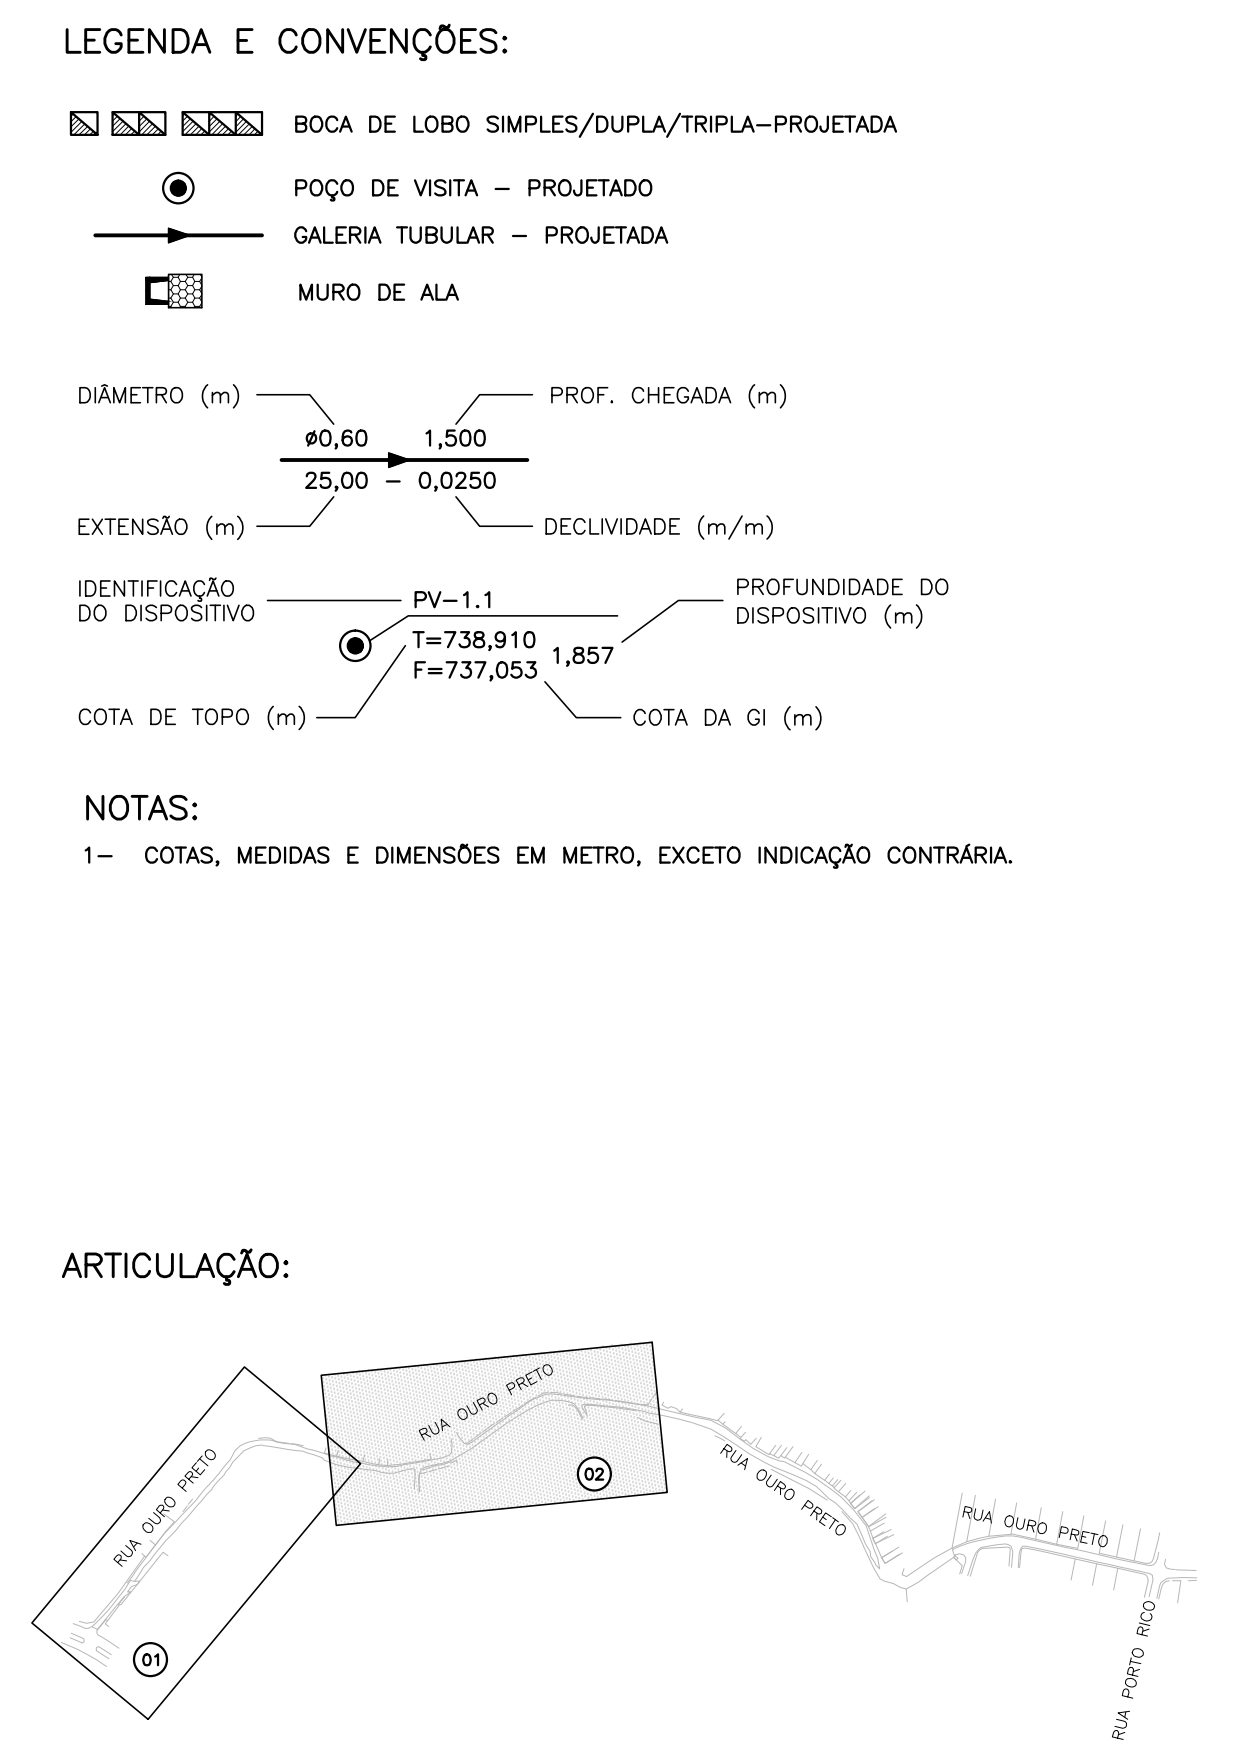 LEGENDA E CONVENÇÕES:
BOCA DE LOBO SIMPLES/DUPLA/TRIPLA-PROJETADA
POÇO DE VISITA - PROJETADO
GALERIA TUBULAR - PROJETADA
MURO DE ALA
DIÂMETRO (m)
PROF. CHEGADA (m)
ø0,60 1,500
25,00 - 0,0250
EXTENSÃO (m)
DECLIVIDADE (m/m)
IDENTIFICAÇÃO
DO DISPOSITIVO
PV-1.1
PROFUNDIDADE DO
DISPOSITIVO (m)
T=738,910
F=737,053
1,857
COTA DE TOPO (m)
COTA DA GI (m)
NOTAS:
1- COTAS, MEDIDAS E DIMENSÕES EM METRO, EXCETO INDICAÇÃO CONTRÁRIA.
ARTICULAÇÃO:
RUA OURO PRETO
01
RUA OURO PRETO
02
RUA OURO PRETO
RUA OURO PRETO
RUA PORTO RICO